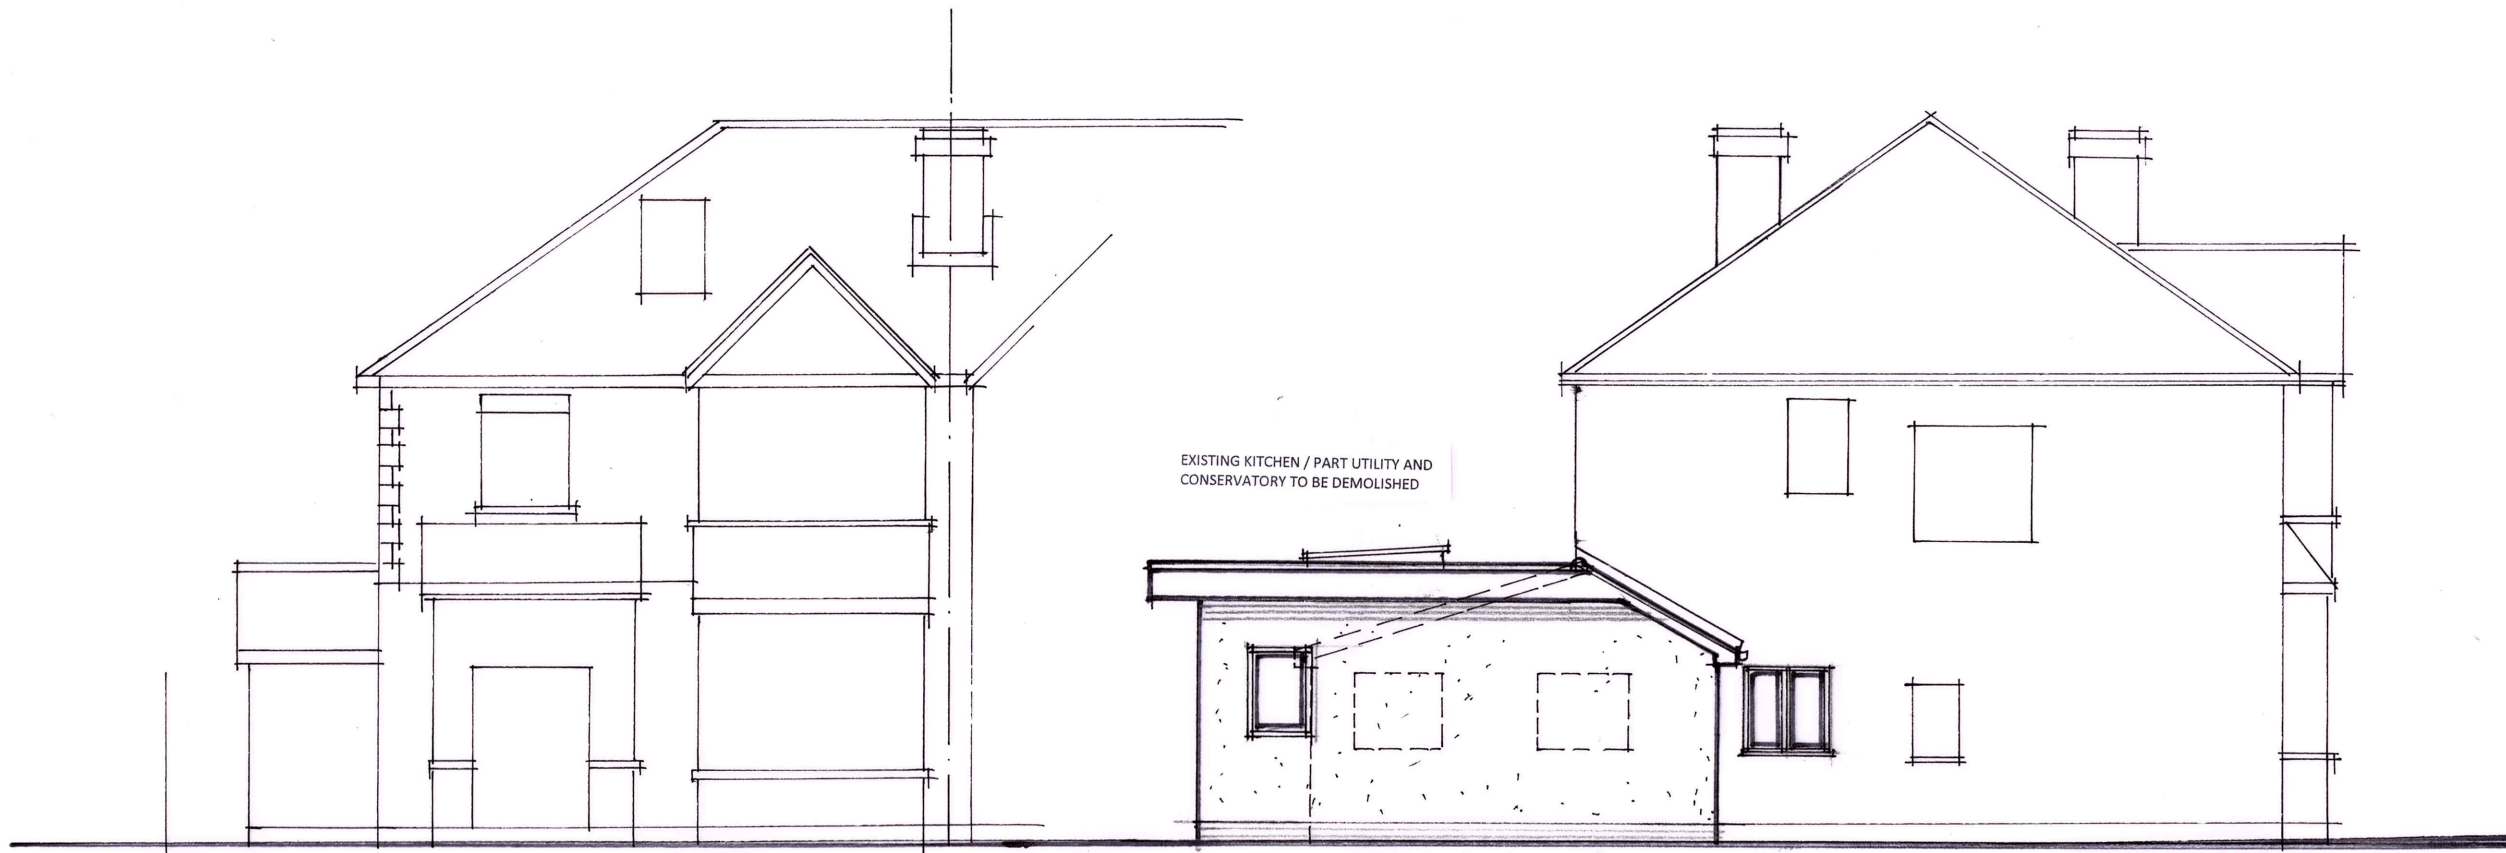 EXISTING KITCHEN / PART UTILITY AND
CONSERVATORY TO BE DEMOLISHED